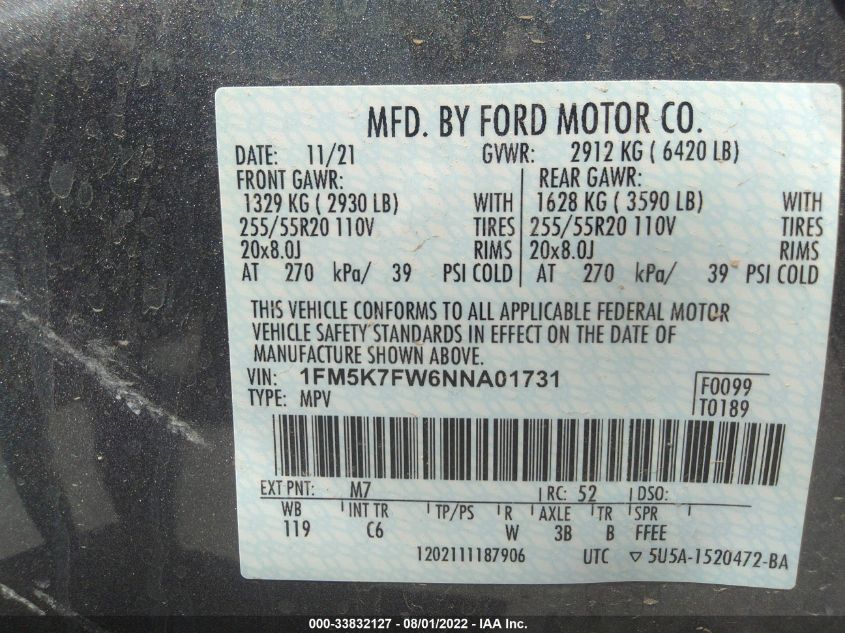 MFD. BY FORD MOTOR CO.
DATE: 11/21 GVWR: 2912 KG ( 6420 LB)
FRONT GAWR: REAR GAWR:
1329 KG ( 2930 LB) WITH 1628 KG ( 3590 LB) WITH
255/55R20 110V TIRES 255/55R20 110V TIRES
20x8.0J RIMS 20x8.0J RIMS
AT 270 kPa/ 39 PSI COLD AT 270 kPa/ 39 PSI COLD
THIS VEHICLE CONFORMS TO ALL APPLICABLE FEDERAL MOTOR
VEHICLE SAFETY STANDARDS IN EFFECT ON THE DATE OF
MANUFACTURE SHOWN ABOVE.
VIN: 1FM5K7FW6NNA01731
TYPE: MPV
F0099
T0189
EXT PNT: M7 RC: 52 DSO:
WB INT TR TP/PS R AXLE TR SPR
119 C6 W 3B B FFEE
1202111187906 UTC ▽ 5U5A-1520472-BA
000-33832127 - 08/01/2022 - IAA Inc.